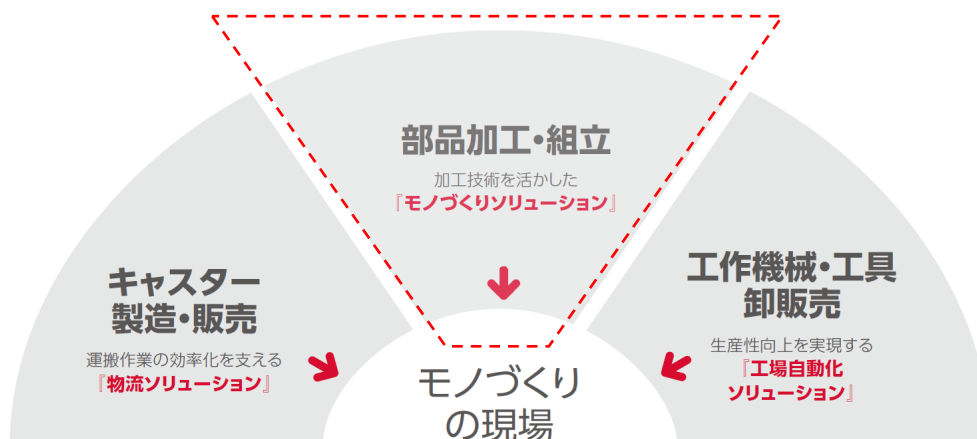 部品加工・組立
加工技術を活かした
『モノづくりソリューション』
キャスター
製造・販売
運搬作業の効率化を支える
『物流ソリューション』
工作機械・工具
卸販売
生産性向上を実現する
『工場自動化
ソリューション』
モノづくり
の現場